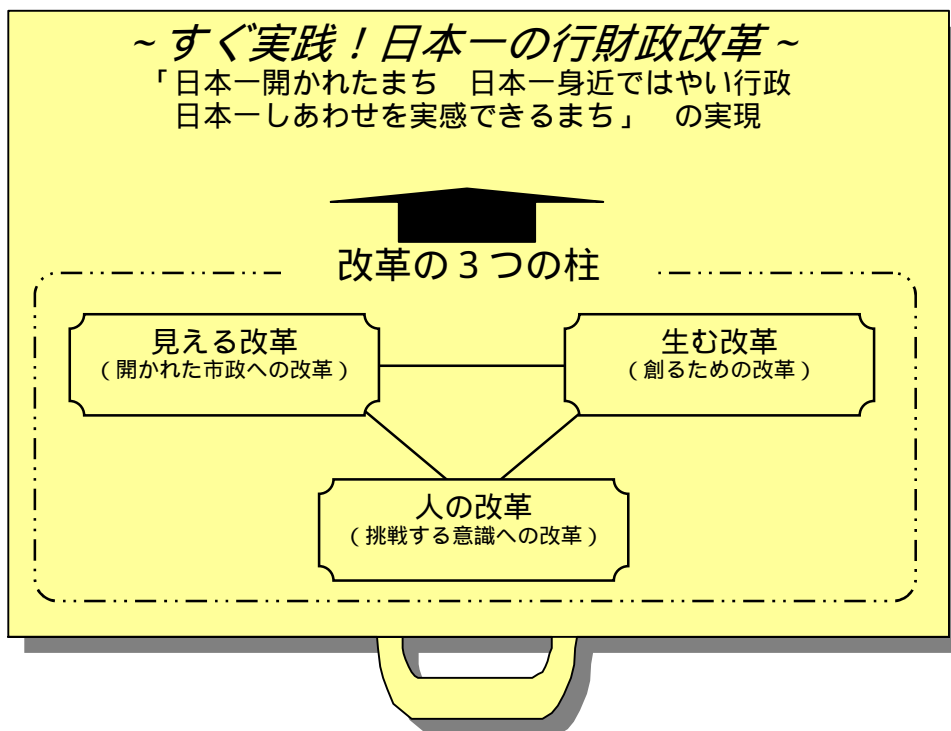 ~すぐ実践！日本一の行財政改革~
「日本一開かれたまち　日本一身近ではやい行政
日本一しあわせを実感できるまち」　の実現
改革の３つの柱
見える改革
（開かれた市政への改革）
生む改革
（創るための改革）
人の改革
（挑戦する意識への改革）